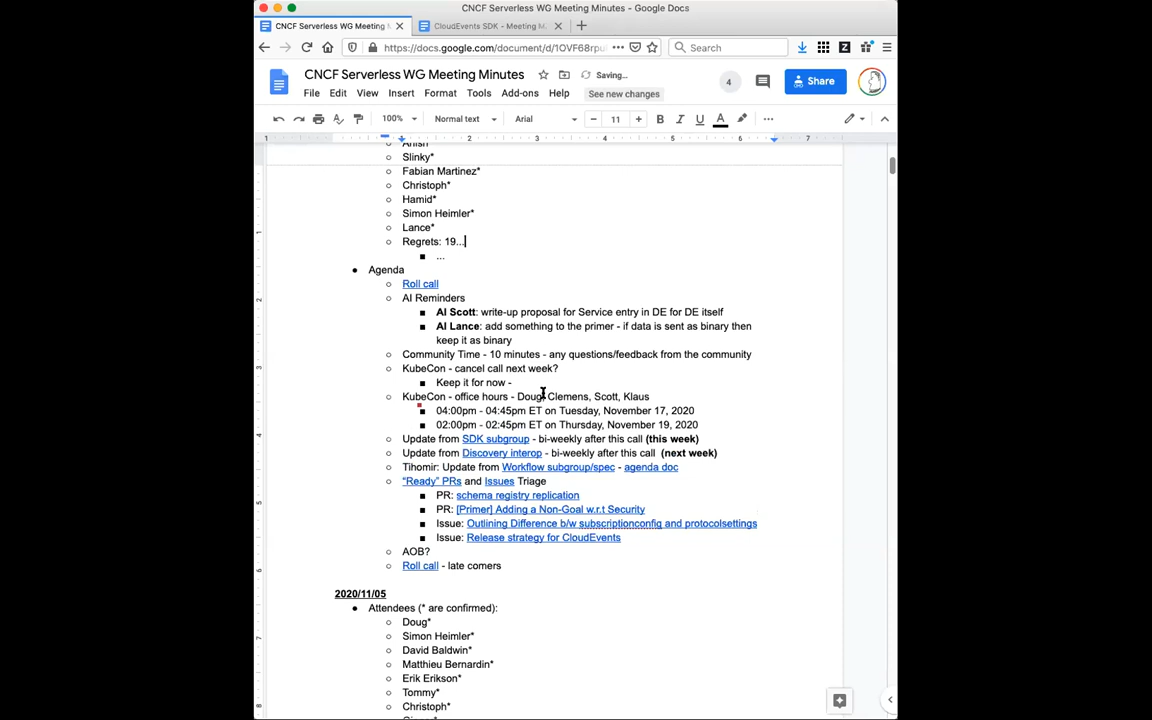 CNCF Serverless WG Meeting Minutes - Google Docs
CNCF Serverless WG Meeting
CloudEvents SDK - Meeting M
https://docs.google.com/document/d/1OVF68rpu
Search
CNCF Serverless WG Meeting Minutes
Saving...
4
Share
File Edit View Insert Format Tools Add-ons Help
See new changes
100% Normal text Arial 11 B I U A
1 1 2 3 4 5 6 7
Anish
Slinky*
Fabian Martinez*
Christoph*
Hamid*
Simon Heimler*
Lance*
Regrets: 19...
...
Agenda
Roll call
AI Reminders
AI Scott: write-up proposal for Service entry in DE for DE itself
AI Lance: add something to the primer - if data is sent as binary then
keep it as binary
Community Time - 10 minutes - any questions/feedback from the community
KubeCon - cancel call next week?
Keep it for now -
KubeCon - office hours - Doug, Clemens, Scott, Klaus
04:00pm - 04:45pm ET on Tuesday, November 17, 2020
02:00pm - 02:45pm ET on Thursday, November 19, 2020
Update from SDK subgroup - bi-weekly after this call (this week)
Update from Discovery interop - bi-weekly after this call (next week)
Tihomir: Update from Workflow subgroup/spec - agenda doc
“Ready” PRs and Issues Triage
PR: schema registry replication
PR: [Primer] Adding a Non-Goal w.r.t Security
Issue: Outlining Difference b/w subscriptionconfig and protocolsettings
Issue: Release strategy for CloudEvents
AOB?
Roll call - late comers
2020/11/05
Attendees (* are confirmed):
Doug*
Simon Heimler*
David Baldwin*
Matthieu Bernardin*
Erik Erikson*
Tommy*
Christoph*